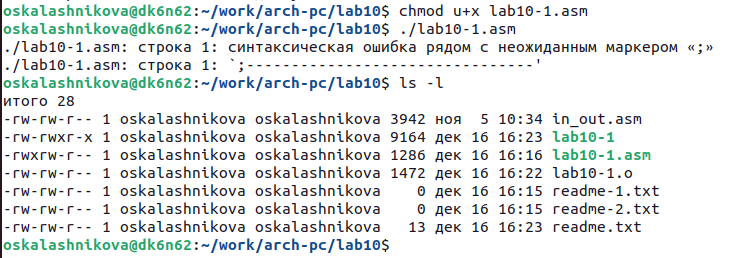 oskalashnikova@dk6n62:~/work/arch-pc/lab10$ chmod u+x lab10-1.asm
oskalashnikova@dk6n62:~/work/arch-pc/lab10$ ./lab10-1.asm
./lab10-1.asm: строка 1: синтаксическая ошибка рядом с неожиданным маркером «;»
./lab10-1.asm: строка 1: `;--------------------------------'
oskalashnikova@dk6n62:~/work/arch-pc/lab10$ ls -l
итого 28
-rw-rw-r-- 1 oskalashnikova oskalashnikova 3942 ноя  5 10:34 in_out.asm
-rw-rwxr-x 1 oskalashnikova oskalashnikova 9164 дек 16 16:23 lab10-1
-rwxrw-r-- 1 oskalashnikova oskalashnikova 1286 дек 16 16:16 lab10-1.asm
-rw-rw-r-- 1 oskalashnikova oskalashnikova 1472 дек 16 16:22 lab10-1.o
-rw-rw-r-- 1 oskalashnikova oskalashnikova    0 дек 16 16:15 readme-1.txt
-rw-rw-r-- 1 oskalashnikova oskalashnikova    0 дек 16 16:15 readme-2.txt
-rw-rw-r-- 1 oskalashnikova oskalashnikova   13 дек 16 16:23 readme.txt
oskalashnikova@dk6n62:~/work/arch-pc/lab10$